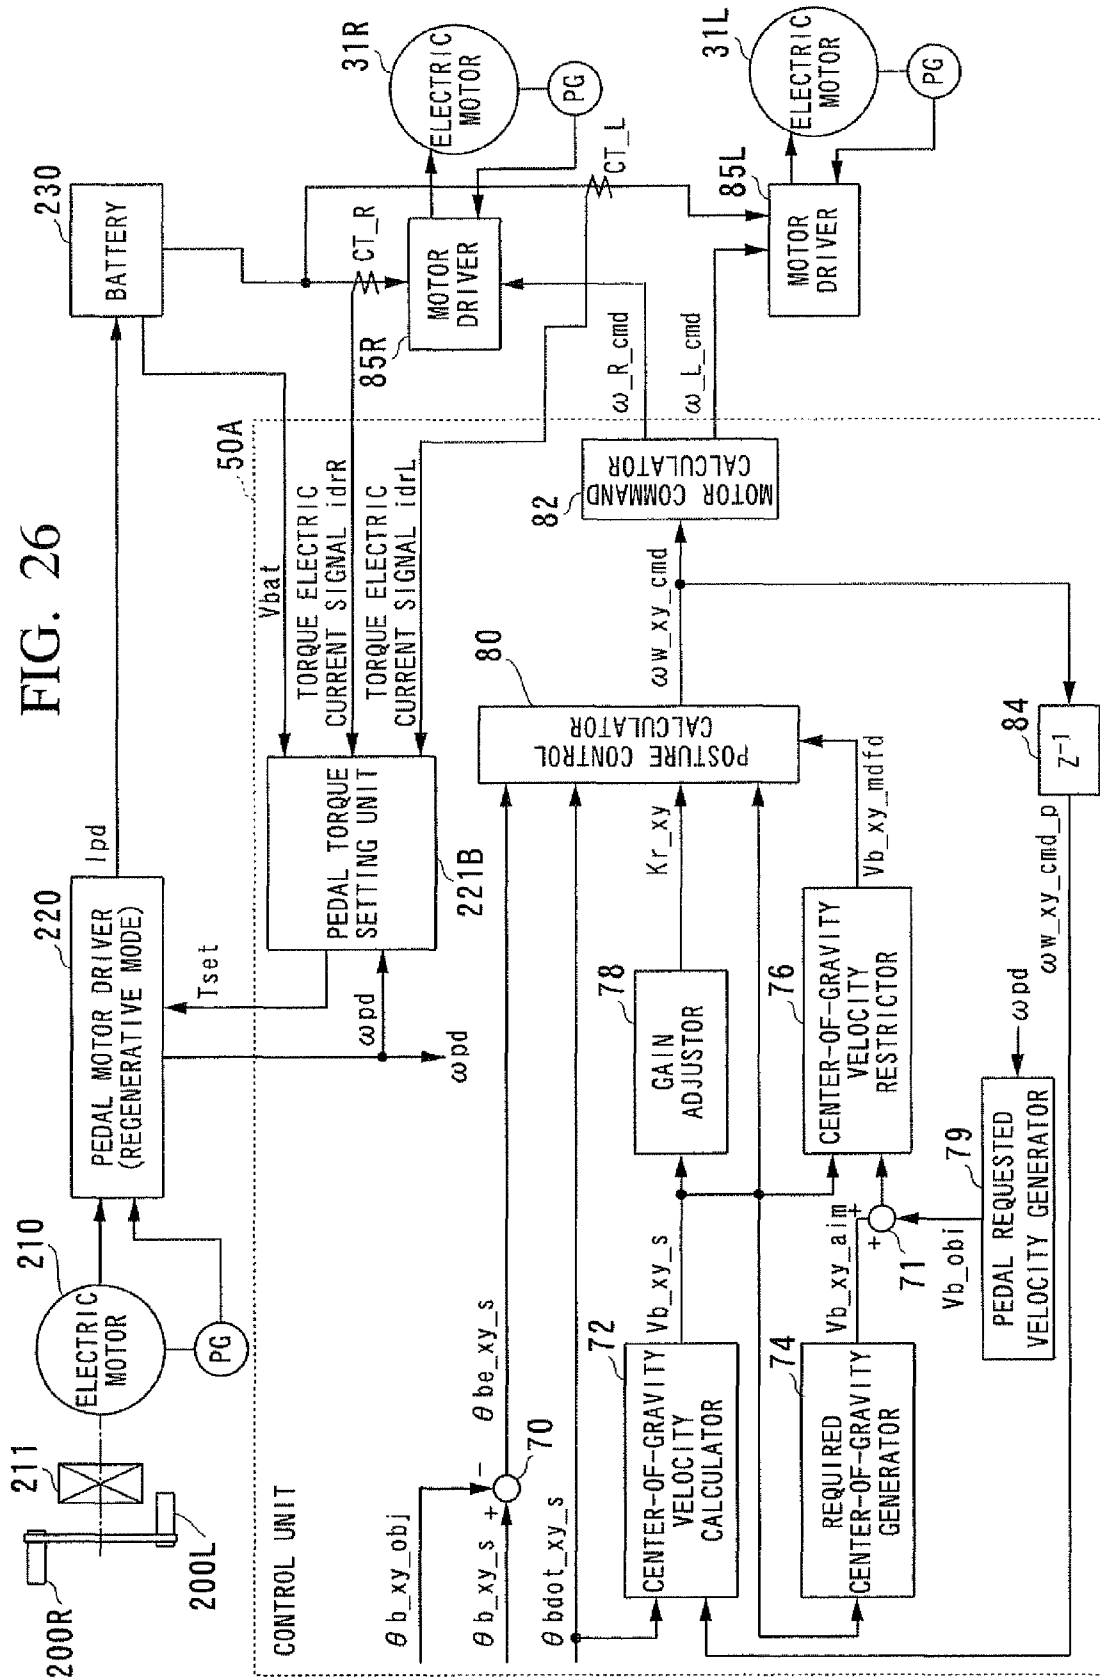 FIG. 26
200R
200L
211
210
ELECTRIC
MOTOR
PG
220
PEDAL MOTOR DRIVER
(REGENERATIVE MODE)
Ipd
230
BATTERY
Tset
ωpd
ωpd
Vbat
50A
TORQUE ELECTRIC
CURRENT SIGNAL idrR
TORQUE ELECTRIC
CURRENT SIGNAL idrL
PEDAL TORQUE
SETTING UNIT
221B
CT_R
85R
MOTOR
DRIVER
31R
ELECTRIC
MOTOR
PG
CT_L
85L
MOTOR
DRIVER
31L
ELECTRIC
MOTOR
PG
ω_R_cmd
ω_L_cmd
CONTROL UNIT
θb_xy_obj
θb_xy_s
θbdot_xy_s
+
-
70
θbe_xy_s
72
CENTER-OF-GRAVITY
VELOCITY
CALCULATOR
Vb_xy_s
78
GAIN
ADJUSTOR
Kr_xy
80
POSTURE CONTROL
CALCULATOR
ωw_xy_cmd
82
MOTOR COMMAND
CALCULATOR
74
REQUIRED
CENTER-OF-GRAVITY
GENERATOR
Vb_xy_aim
+
+
71
76
CENTER-OF-GRAVITY
VELOCITY
RESTRICTOR
Vb_xy_mdfd
Vb_obj
79
PEDAL REQUESTED
VELOCITY GENERATOR
ωpd
ωw_xy_cmd_p
84
Z⁻¹